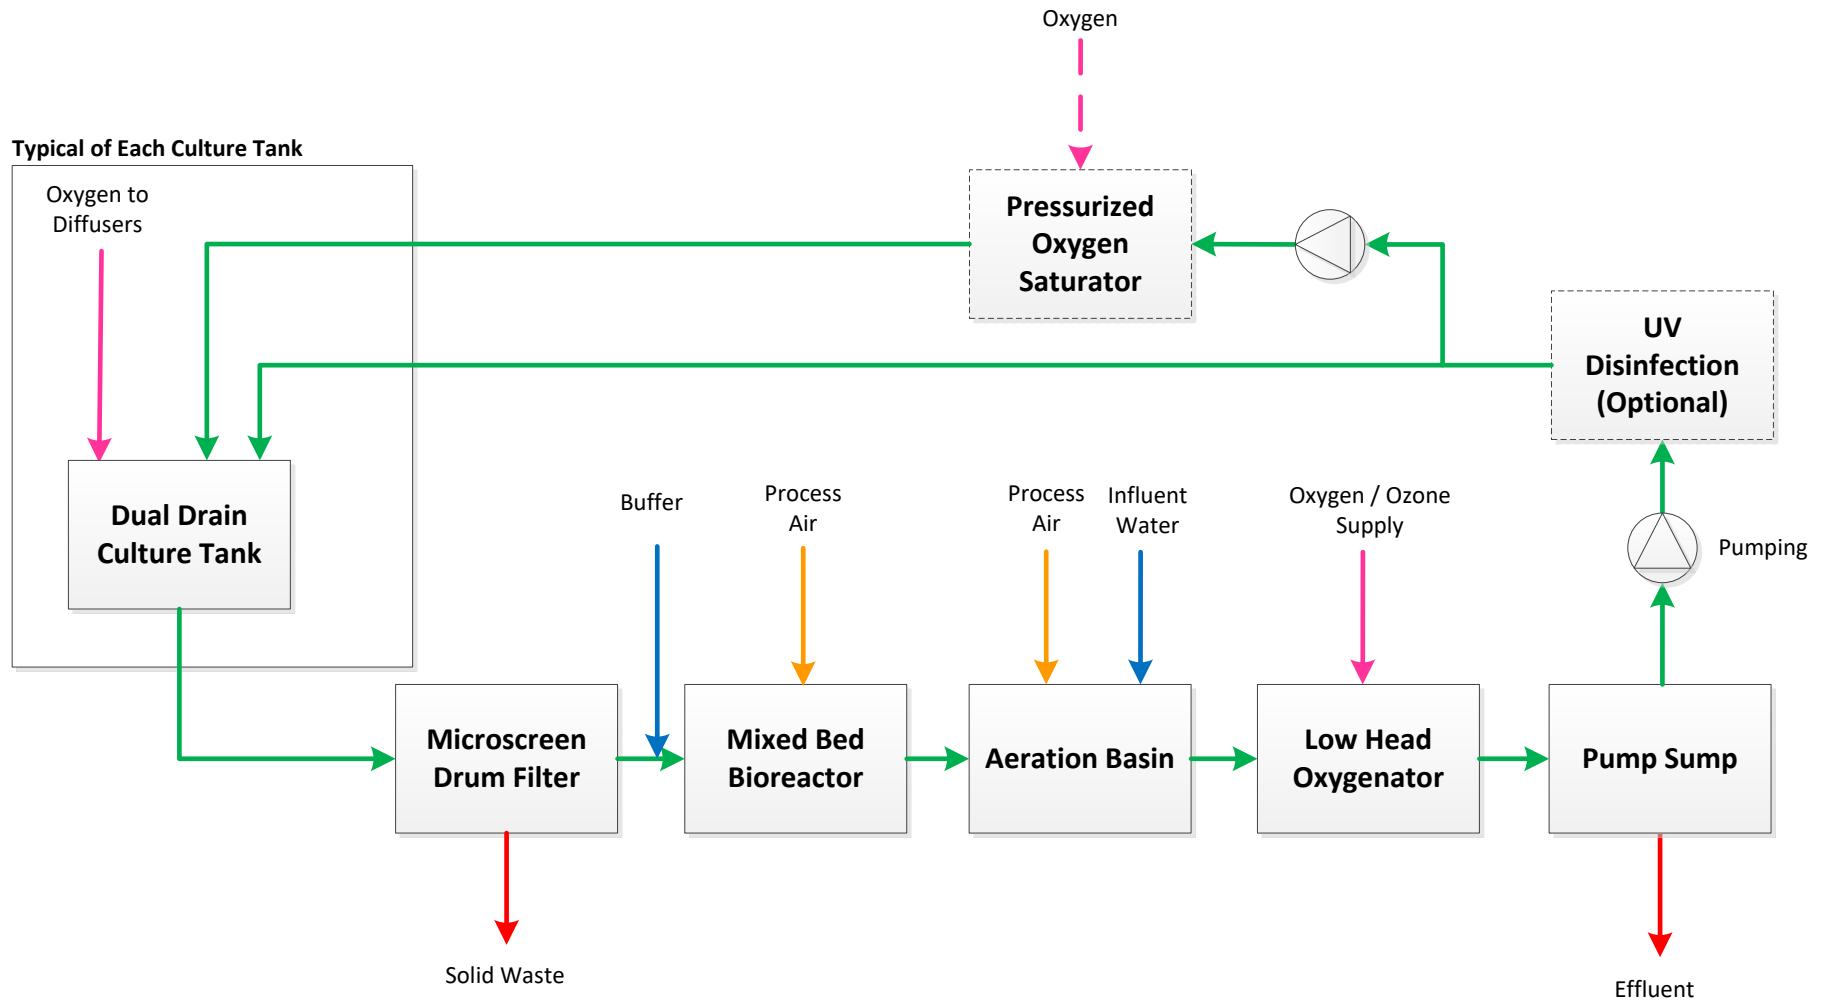 Oxygen
Typical of Each Culture Tank
Oxygen to
Diffusers
Pressurized
Oxygen
Saturator
UV
Disinfection
(Optional)
Dual Drain
Culture Tank
Buffer
Process
Air
Process
Air
Influent
Water
Oxygen / Ozone
Supply
Pumping
Microscreen
Drum Filter
Mixed Bed
Bioreactor
Aeration Basin
Low Head
Oxygenator
Pump Sump
Solid Waste
Effluent